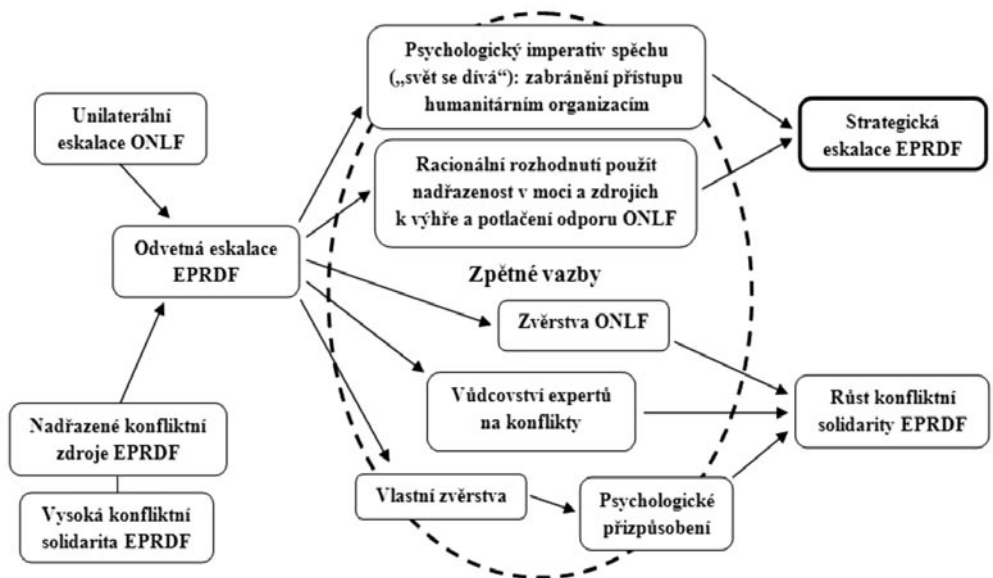 Psychologický imperativ spěchu
(„svět se dívá“): zabránění přístupu
humanitárním organizacím
Unilaterální
eskalace ONLF
Strategická
eskalace EPRDF
Racionální rozhodnutí použít
nadřazenost v moci a zdrojích
k výhře a potlačení odporu ONLF
Odvetná eskalace
EPRDF
Zpětné vazby
Zvěrstva ONLF
Vůdcovství expertů
na konflikty
Růst konfliktní
solidarity EPRDF
Nadřazené konfliktní
zdroje EPRDF
Vlastní zvěrstva
Psychologické
přizpůsobení
Vysoká konfliktní
solidarita EPRDF